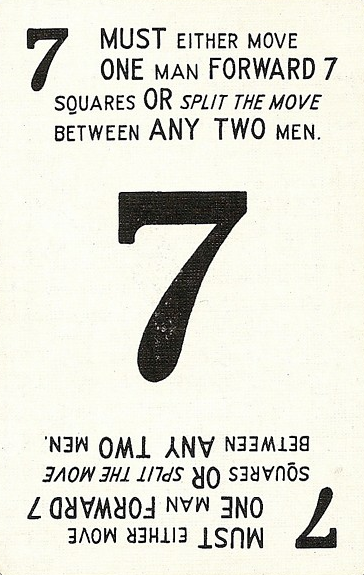 7 MUST EITHER MOVE
ONE MAN FORWARD 7
SQUARES OR SPLIT THE MOVE
BETWEEN ANY TWO MEN.
7
7 MUST EITHER MOVE
ONE MAN FORWARD 7
SQUARES OR SPLIT THE MOVE
BETWEEN ANY TWO MEN.